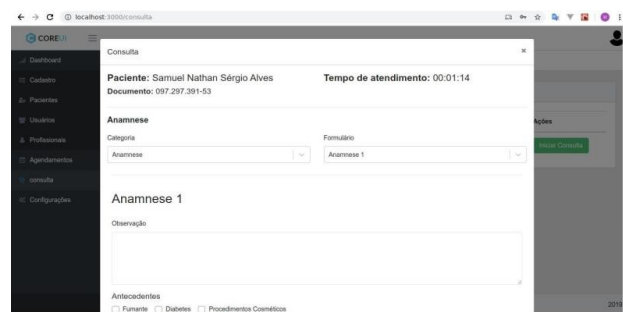 localhost:3000/consulta
COREUI
Consulta
×
Dashboard
Cadastro
Pacientes
Usuários
Profissionais
Agendamentos
consulta
Configurações
Paciente: Samuel Nathan Sérgio Alves
Tempo de atendimento: 00:01:14
Documento: 097.297.391-53
Anamnese
Categoria
Formulário
Anamnese
Anamnese 1
Ações
Iniciar Consulta
Anamnese 1
Observação
Antecedentes
Fumante Diabetes Procedimentos Cosméticos
2019